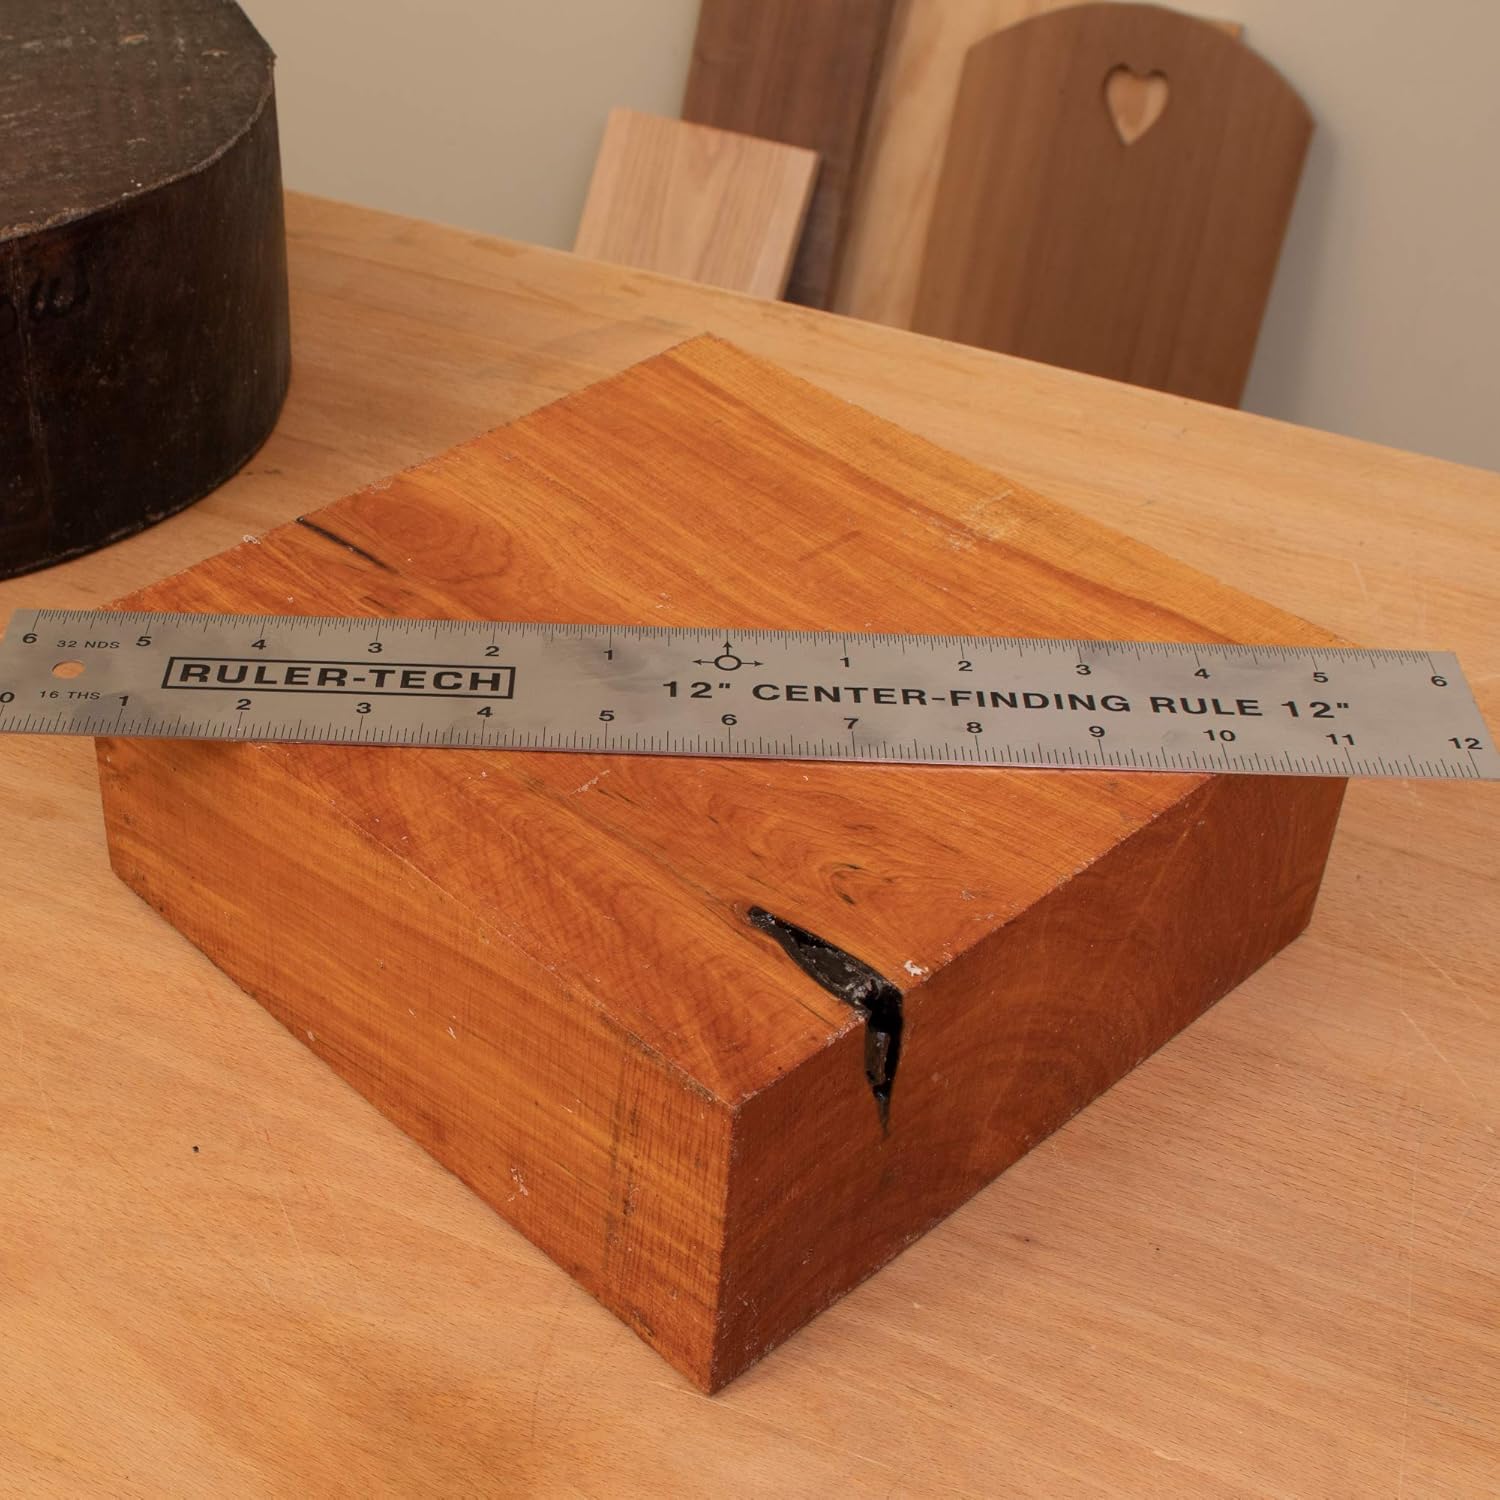 6 32 NDS 5 4 3 2 1 1 2 3 4 5 6
RULER-TECH
12" CENTER-FINDING RULE 12"
16 THS
0 1 2 3 4 5 6 7 8 9 10 11 12